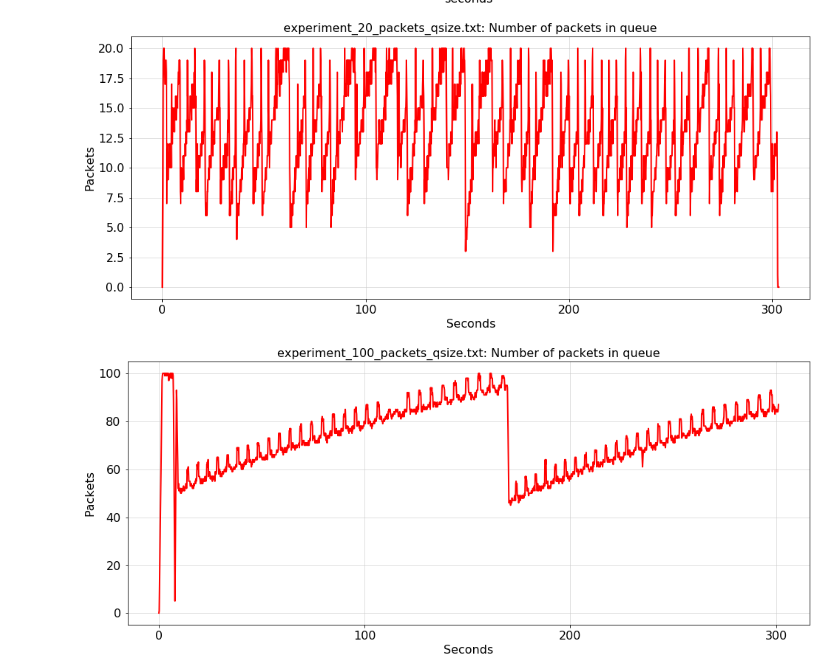 seconds
experiment_20_packets_qsize.txt: Number of packets in queue
20.0
17.5
15.0
12.5
10.0
7.5
5.0
2.5
0.0
Packets
0 100 200 300
Seconds
experiment_100_packets_qsize.txt: Number of packets in queue
100
80
60
40
20
0
Packets
0 100 200 300
Seconds